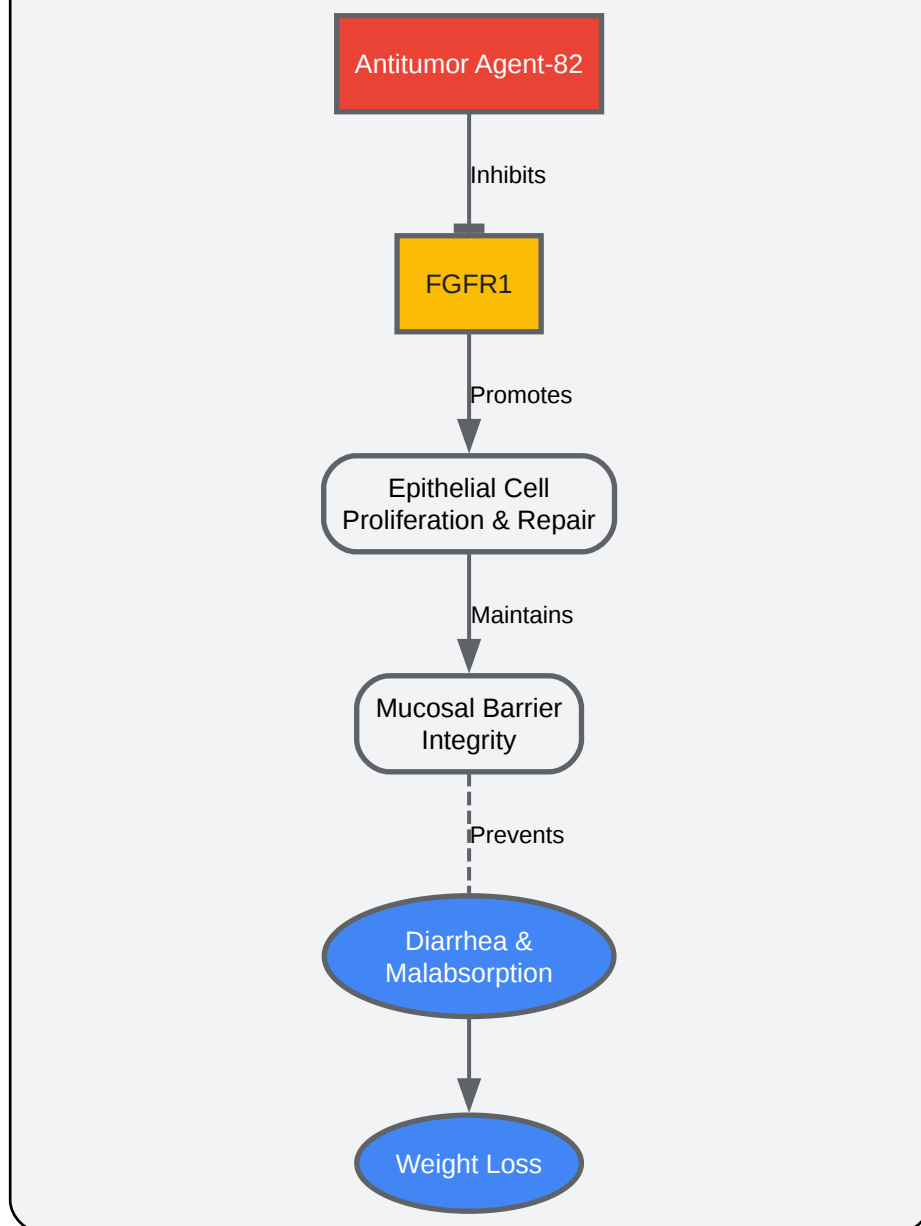 Antitumor Agent-82
Inhibits
FGFR1
Promotes
Epithelial Cell
Proliferation & Repair
Maintains
Mucosal Barrier
Integrity
Prevents
Diarrhea &
Malabsorption
Weight Loss